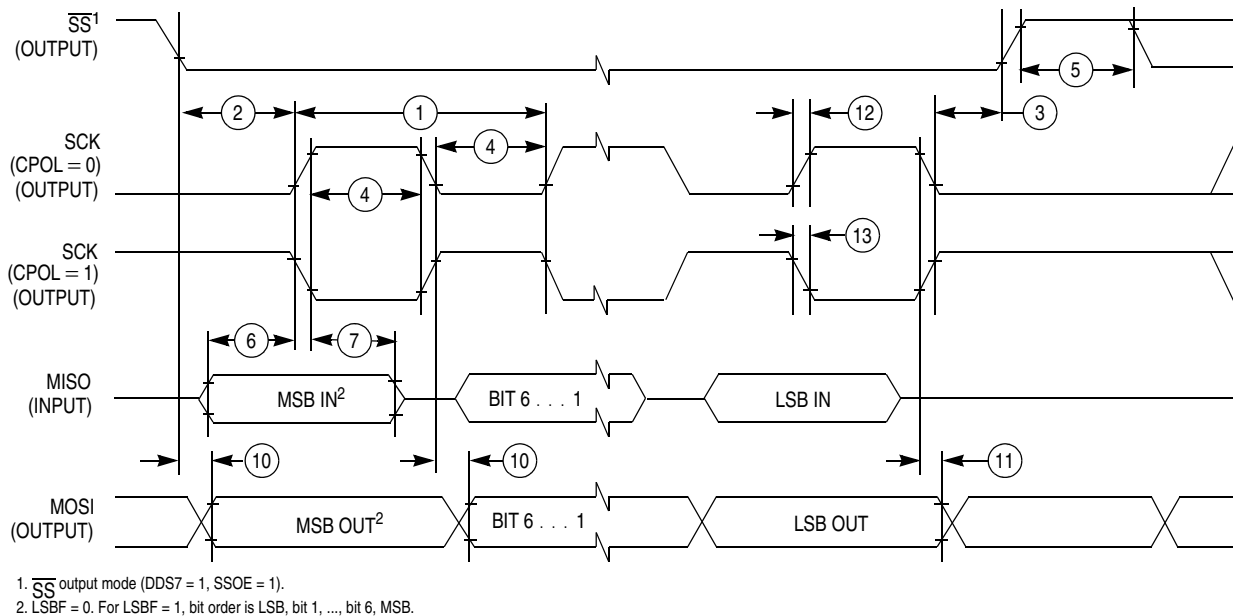 SS¹
(OUTPUT)
5
2
1
12
3
SCK
(CPOL = 0)
(OUTPUT)
4
4
SCK
(CPOL = 1)
(OUTPUT)
13
6
7
MISO
(INPUT)
MSB IN²
BIT 6 . . . 1
LSB IN
10
10
11
MOSI
(OUTPUT)
MSB OUT²
BIT 6 . . . 1
LSB OUT
1. SS output mode (DDS7 = 1, SSOE = 1).
2. LSBF = 0. For LSBF = 1, bit order is LSB, bit 1, ..., bit 6, MSB.